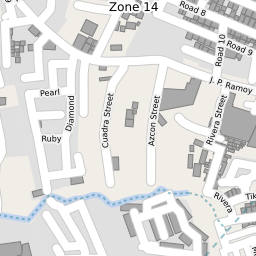 Zone 14
Road 8
Road 9
Road 10
J. P. Ramoy
Pearl
Diamond
Cuadra Street
Azcon Street
Rivera Street
Ruby
Rivera
Tik